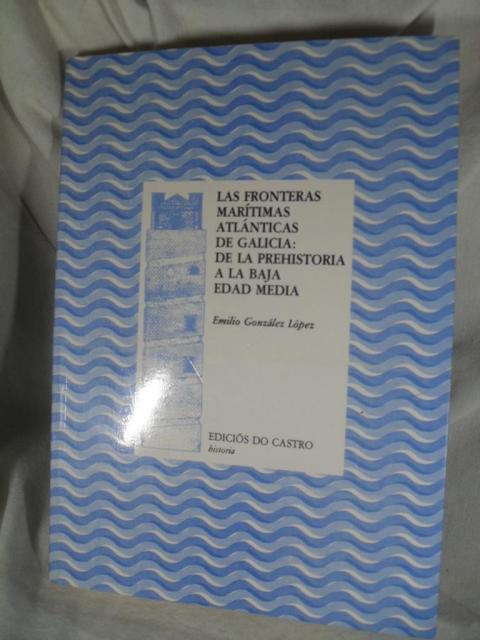 LAS FRONTERAS
MARÍTIMAS
ATLÁNTICAS
DE GALICIA:
DE LA PREHISTORIA
A LA BAJA
EDAD MEDIA
Emilio González López
EDICIÓS DO CASTRO
historia